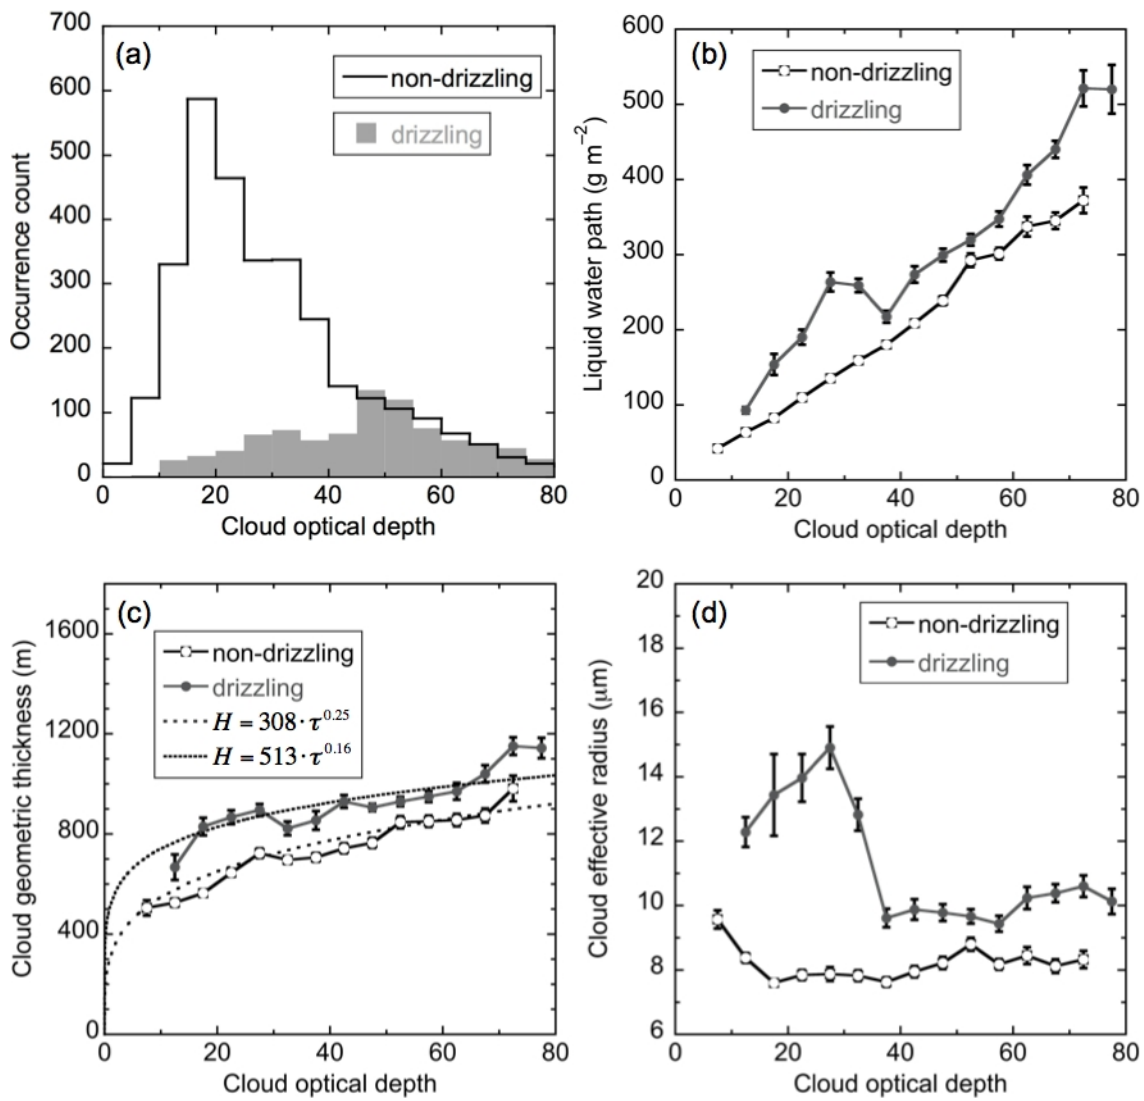 700
600
500
400
300
200
100
0
Occurrence count
(a)
non-drizzling
drizzling
0 20 40 60 80
Cloud optical depth
600
500
400
300
200
100
0
Liquid water path (g m⁻²)
(b)
non-drizzling
drizzling
0 20 40 60 80
Cloud optical depth
1600
1200
800
400
0
Cloud geometric thickness (m)
(c)
non-drizzling
drizzling
H = 308 · τ^0.25
H = 513 · τ^0.16
0 20 40 60 80
Cloud optical depth
20
18
16
14
12
10
8
6
Cloud effective radius (μm)
(d)
non-drizzling
drizzling
0 20 40 60 80
Cloud optical depth